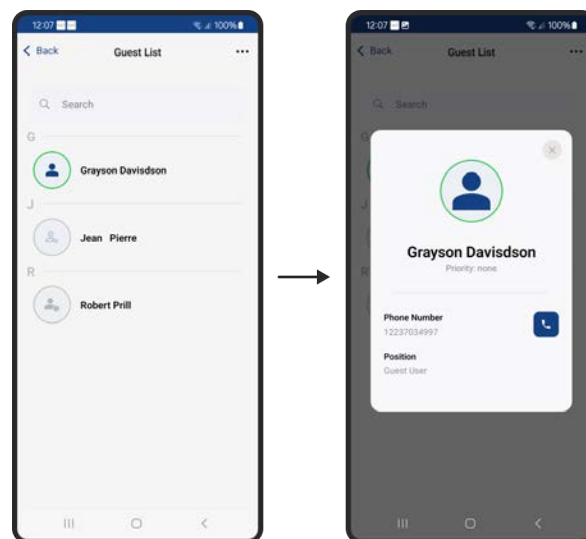 12:07 100%
Back Guest List
Search
G
Grayson Davisdson
J
Jean Pierre
R
Robert Prill
12:07 100%
Back Guest List
Search
G
J
R
Grayson Davisdson
Priority: none
Phone Number
12237034997
Position
Guest User